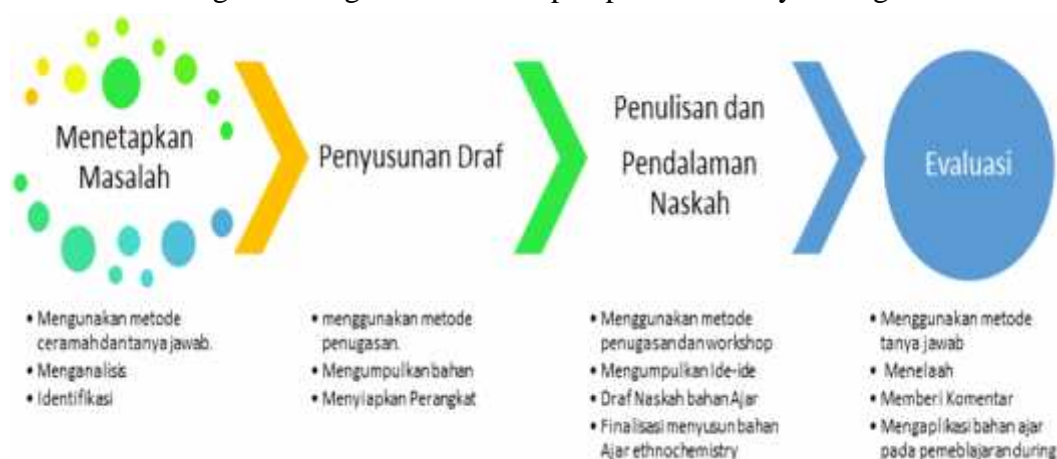 Menetapkan
Masalah
Penyusunan Draf
Penulisan dan
Pendalaman
Naskah
Evaluasi
• Mengunakan metode
ceramah dan tanya jawab.
• Menganalisis
• Identifikasi
• menggunakan metode
penugasan.
• Mengumpulkan bahan
• Menyiapkan Perangkat
• Menggunakan metode
penugasan dan workshop
• Mengumpulkan Ide-ide
• Draf Naskah bahan Ajar
• Finalisasi menyusun bahan
Ajar ethnochemistry
• Menggunakan metode
tanya jawab
• Menelaah
• Memberi Komentar
• Mengaplikasi bahan ajar
pada pemeblajaran during